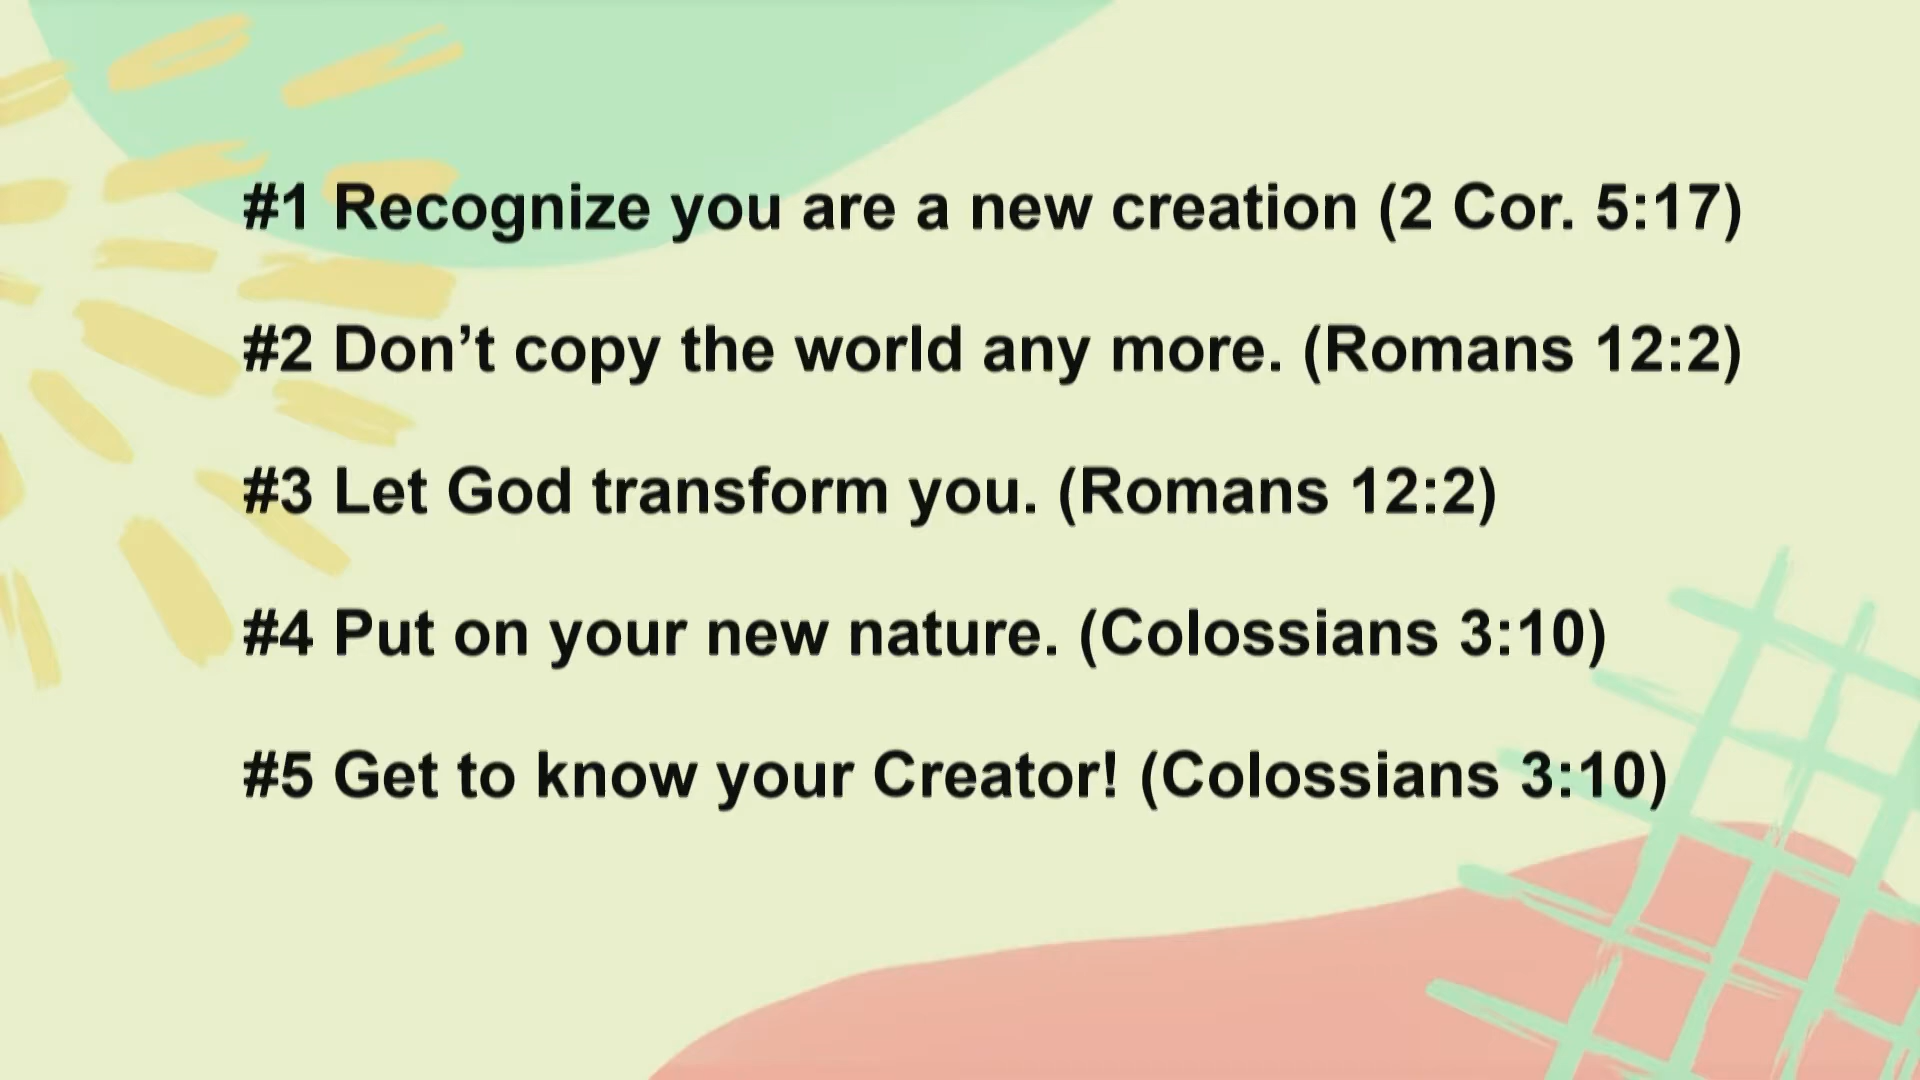 #1 Recognize you are a new creation (2 Cor. 5:17)
#2 Don’t copy the world any more. (Romans 12:2)
#3 Let God transform you. (Romans 12:2)
#4 Put on your new nature. (Colossians 3:10)
#5 Get to know your Creator! (Colossians 3:10)